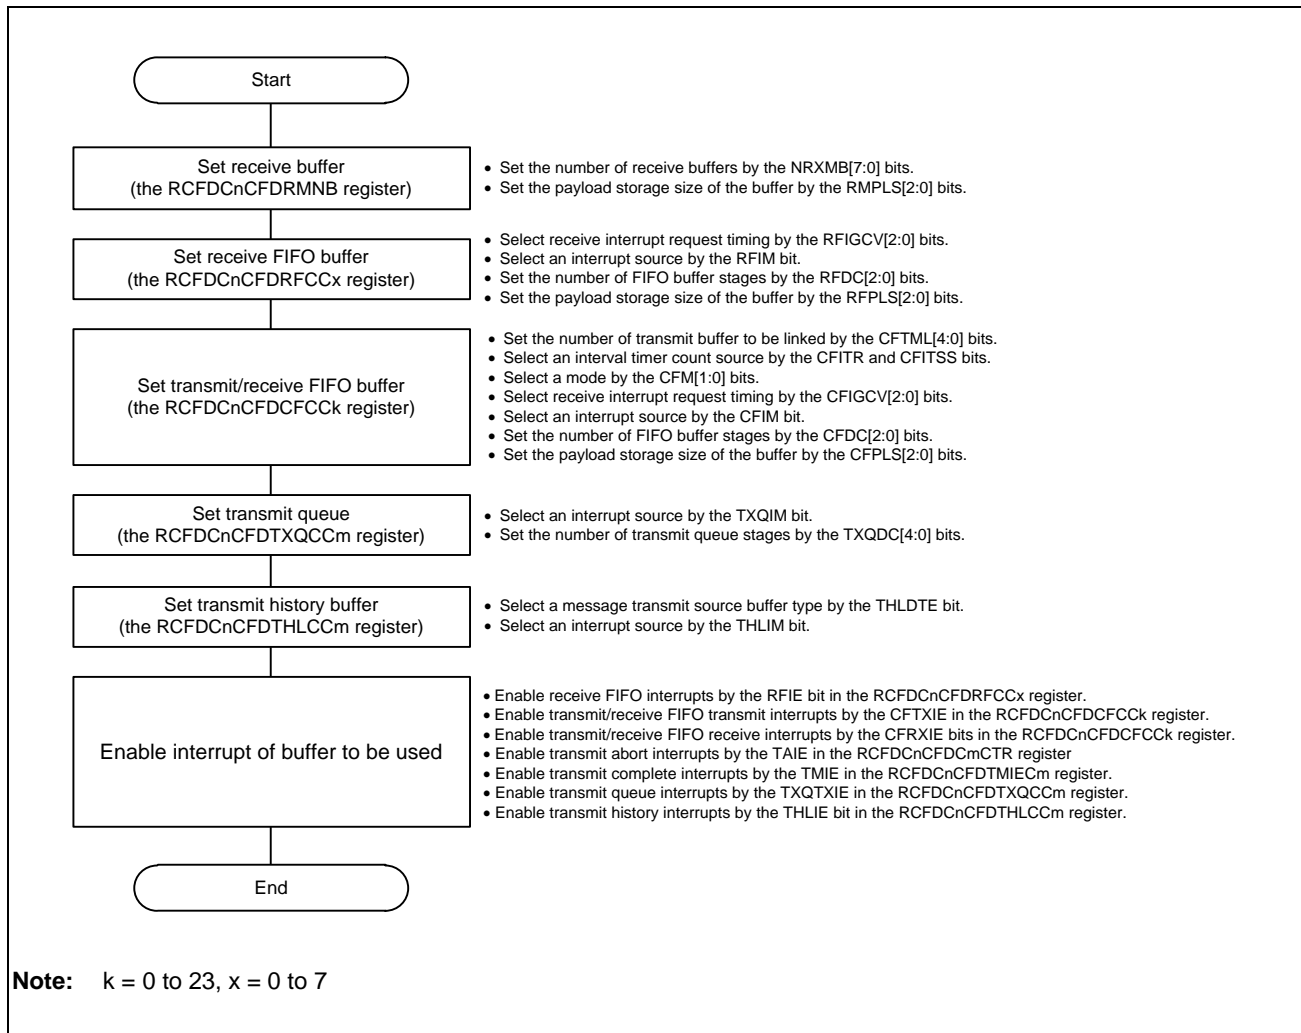 Start
Set receive buffer
(the RCFDCnCFDRMNB register)
• Set the number of receive buffers by the NRXMB[7:0] bits.
• Set the payload storage size of the buffer by the RMPLS[2:0] bits.
Set receive FIFO buffer
(the RCFDCnCFDRFCCx register)
• Select receive interrupt request timing by the RFIGCV[2:0] bits.
• Select an interrupt source by the RFIM bit.
• Set the number of FIFO buffer stages by the RFDC[2:0] bits.
• Set the payload storage size of the buffer by the RFPLS[2:0] bits.
Set transmit/receive FIFO buffer
(the RCFDCnCFDCFCCk register)
• Set the number of transmit buffer to be linked by the CFTML[4:0] bits.
• Select an interval timer count source by the CFITR and CFITSS bits.
• Select a mode by the CFM[1:0] bits.
• Select receive interrupt request timing by the CFIGCV[2:0] bits.
• Select an interrupt source by the CFIM bit.
• Set the number of FIFO buffer stages by the CFDC[2:0] bits.
• Set the payload storage size of the buffer by the CFPLS[2:0] bits.
Set transmit queue
(the RCFDCnCFDTXQCCm register)
• Select an interrupt source by the TXQIM bit.
• Set the number of transmit queue stages by the TXQDC[4:0] bits.
Set transmit history buffer
(the RCFDCnCFDTHLCCm register)
• Select a message transmit source buffer type by the THLDTE bit.
• Select an interrupt source by the THLIM bit.
Enable interrupt of buffer to be used
• Enable receive FIFO interrupts by the RFIE bit in the RCFDCnCFDRFCCx register.
• Enable transmit/receive FIFO transmit interrupts by the CFTXIE in the RCFDCnCFDCFCCk register.
• Enable transmit/receive FIFO receive interrupts by the CFRXIE bits in the RCFDCnCFDCFCCk register.
• Enable transmit abort interrupts by the TAIE in the RCFDCnCFDCmCTR register
• Enable transmit complete interrupts by the TMIE in the RCFDCnCFDTMIECm register.
• Enable transmit queue interrupts by the TXQTXIE in the RCFDCnCFDTXQCCm register.
• Enable transmit history interrupts by the THLIE bit in the RCFDCnCFDTHLCCm register.
End
Note: k = 0 to 23, x = 0 to 7